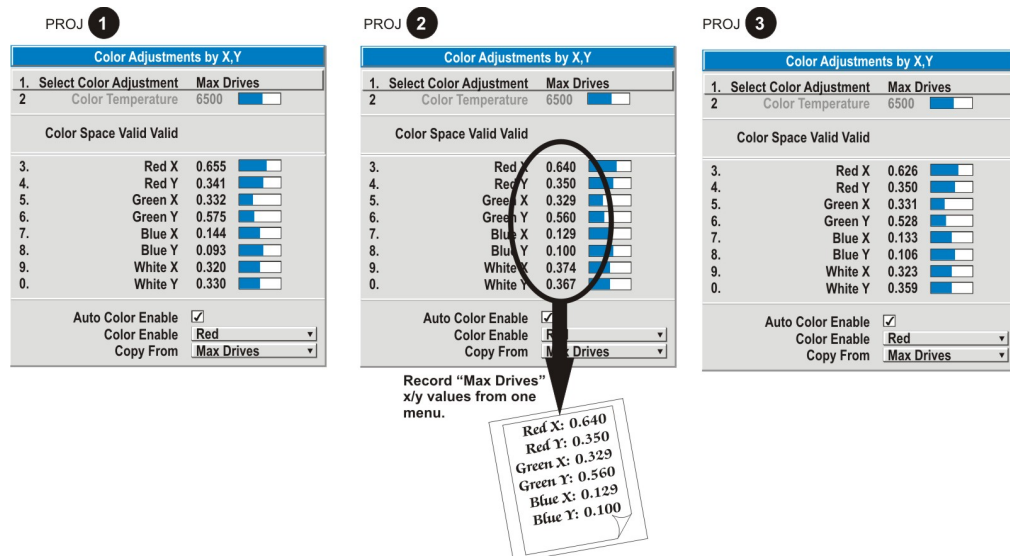 PROJ 1
Color Adjustments by X,Y
1. Select Color Adjustment Max Drives
2 Color Temperature 6500
Color Space Valid Valid
3. Red X 0.655
4. Red Y 0.341
5. Green X 0.332
6. Green Y 0.575
7. Blue X 0.144
8. Blue Y 0.093
9. White X 0.320
0. White Y 0.330
Auto Color Enable
Color Enable Red
Copy From Max Drives
PROJ 2
Color Adjustments by X,Y
1. Select Color Adjustment Max Drives
2 Color Temperature 6500
Color Space Valid Valid
3. Red X 0.640
4. Red Y 0.350
5. Green X 0.329
6. Green Y 0.560
7. Blue X 0.129
8. Blue Y 0.100
9. White X 0.374
0. White Y 0.367
Auto Color Enable
Color Enable Red
Copy From Max Drives
Record “Max Drives”
x/y values from one
menu.
Red X: 0.640
Red Y: 0.350
Green X: 0.329
Green Y: 0.560
Blue X: 0.129
Blue Y: 0.100
PROJ 3
Color Adjustments by X,Y
1. Select Color Adjustment Max Drives
2 Color Temperature 6500
Color Space Valid Valid
3. Red X 0.626
4. Red Y 0.350
5. Green X 0.331
6. Green Y 0.528
7. Blue X 0.133
8. Blue Y 0.106
9. White X 0.323
0. White Y 0.359
Auto Color Enable
Color Enable Red
Copy From Max Drives